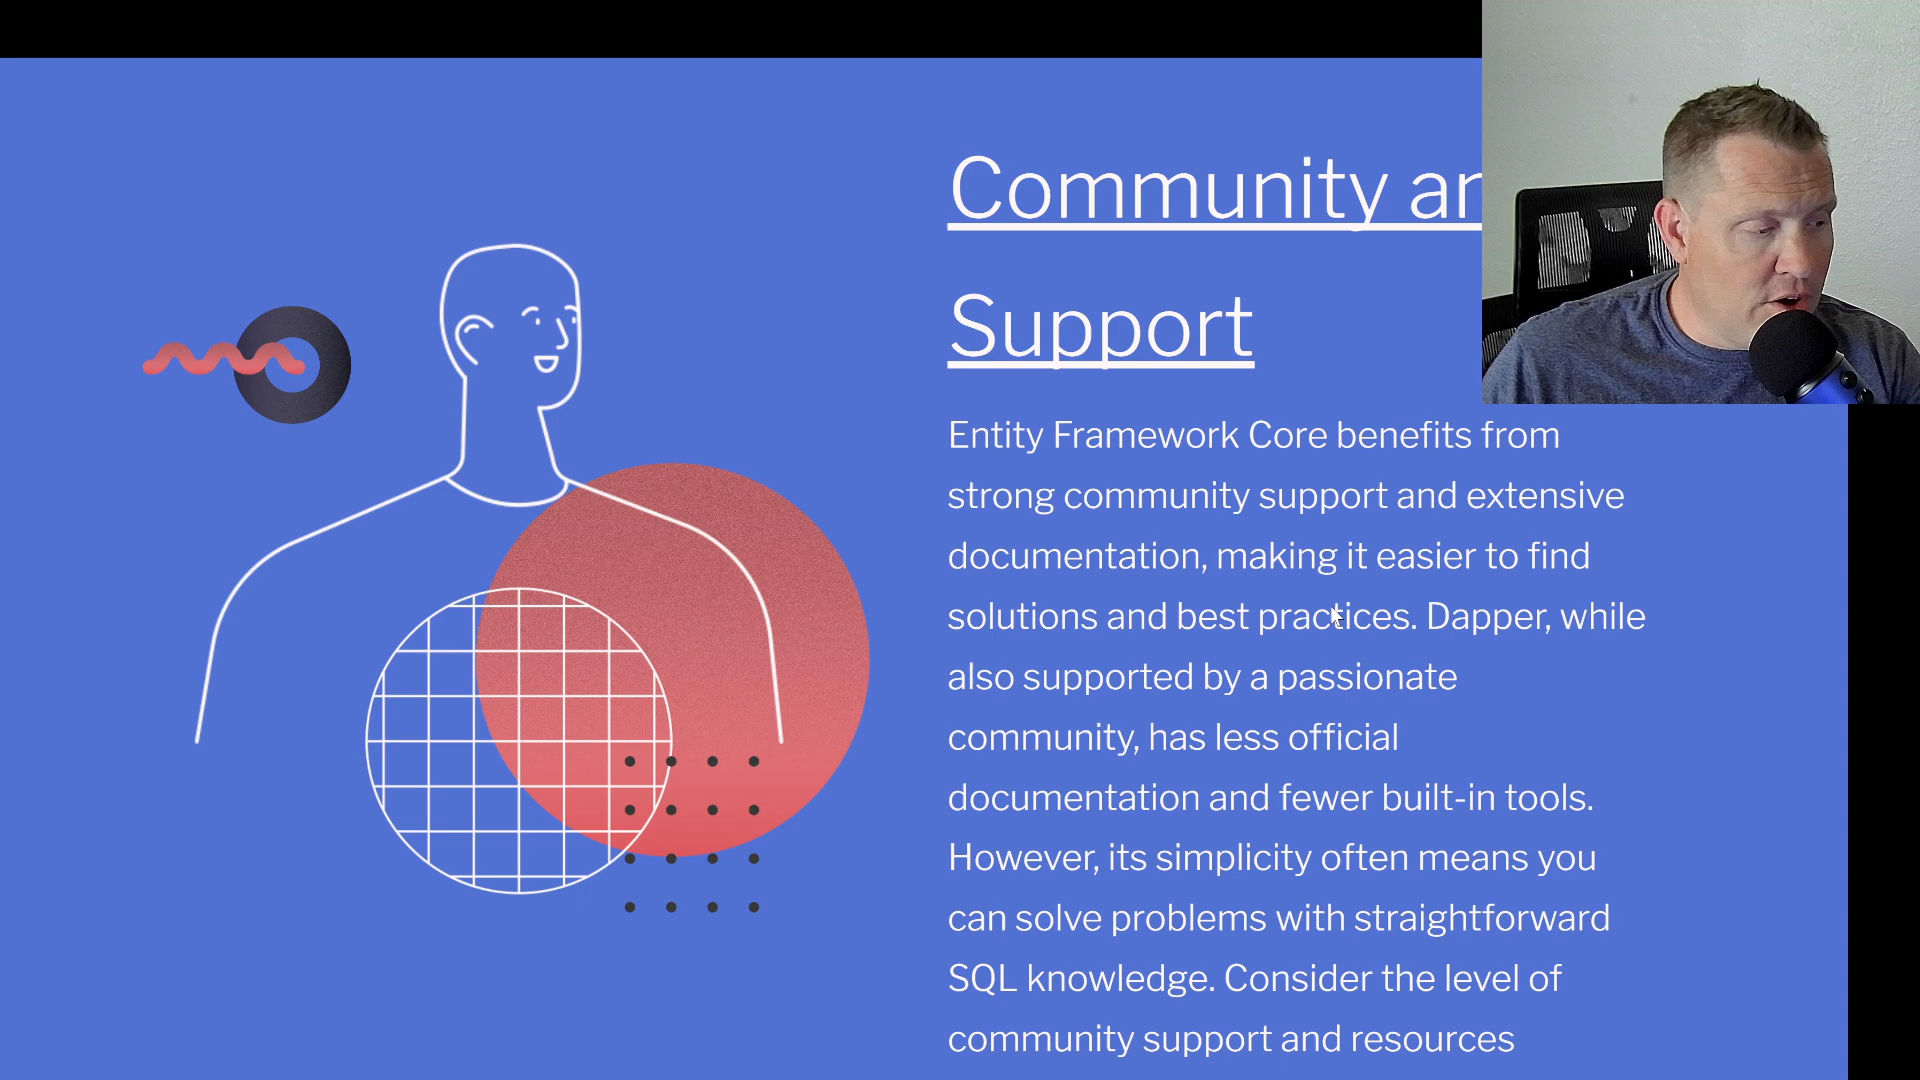 Community
Support
Entity Framework Core benefits from
strong community support and extensive
documentation, making it easier to find
solutions and best practices. Dapper, while
also supported by a passionate
community, has less official
documentation and fewer built-in tools.
However, its simplicity often means you
can solve problems with straightforward
SQL knowledge. Consider the level of
community support and resources